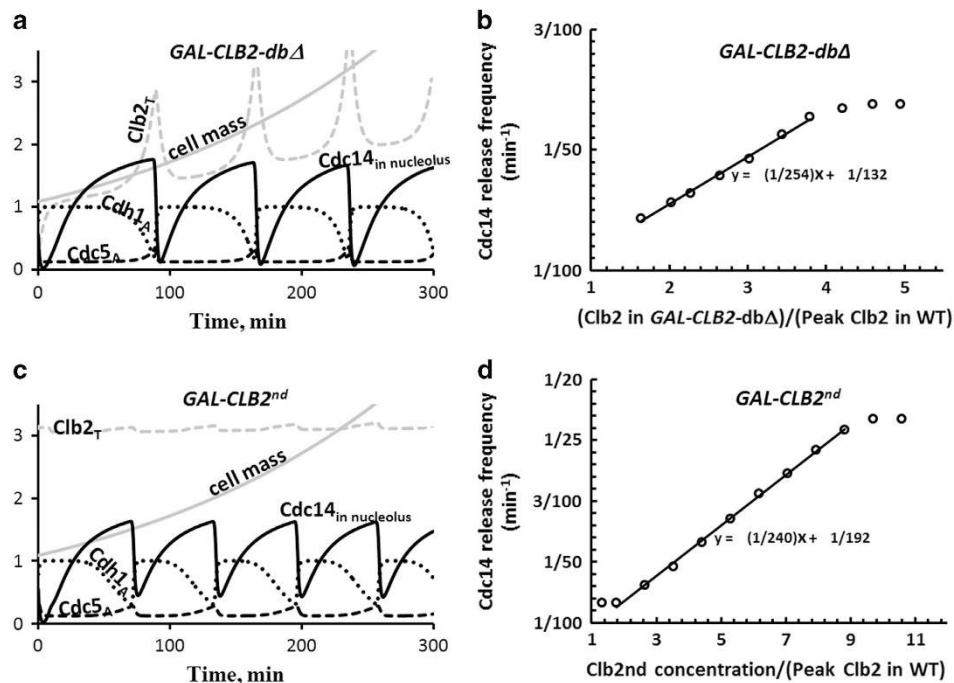 a
GAL-CLB2-dbΔ
3
2
1
0
Clb2T
cell mass
Cdc14in nucleolus
Cdh1A
Cdc5A
0 100 200 300
Time, min
b
GAL-CLB2-dbΔ
Cdc14 release frequency
(min-1)
3/100
1/50
1/100
y = (1/254)x + 1/132
1 2 3 4 5
(Clb2 in GAL-CLB2-dbΔ)/(Peak Clb2 in WT)
c
GAL-CLB2nd
3
2
1
0
Clb2T
cell mass
Cdc14in nucleolus
Cdh1A
Cdc5A
0 100 200 300
Time, min
d
GAL-CLB2nd
Cdc14 release frequency
(min-1)
1/20
1/25
3/100
1/50
1/100
y = (1/240)x + 1/192
1 3 5 7 9 11
Clb2nd concentration/(Peak Clb2 in WT)